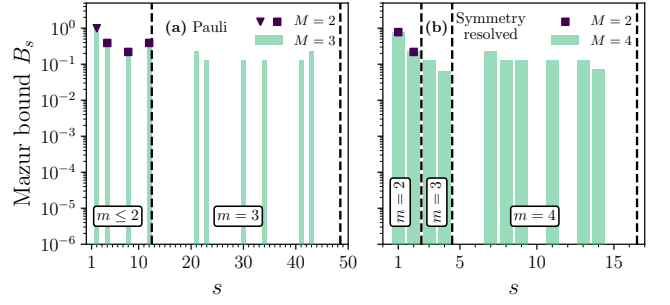 (a) Pauli
M = 2
M = 3
(b)
Symmetry
resolved
M = 2
M = 4
Mazur bound B_s
10^0
10^{-1}
10^{-2}
10^{-3}
10^{-4}
10^{-5}
10^{-6}
m ≤ 2
m = 3
m = 2
m = 3
m = 4
1 10 20 30 40 50
1 5 10 15
s
s